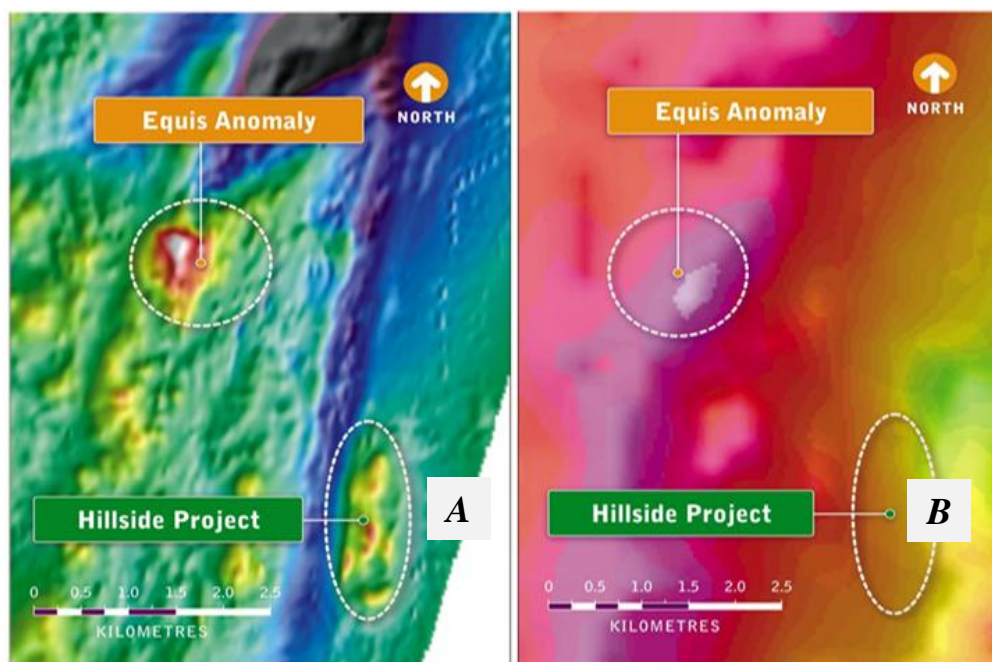 Equis Anomaly
NORTH
Hillside Project
A
0 0.5 1.0 1.5 2.0 2.5
KILOMETRES
Equis Anomaly
NORTH
Hillside Project
B
0 0.5 1.0 1.5 2.0 2.5
KILOMETRES